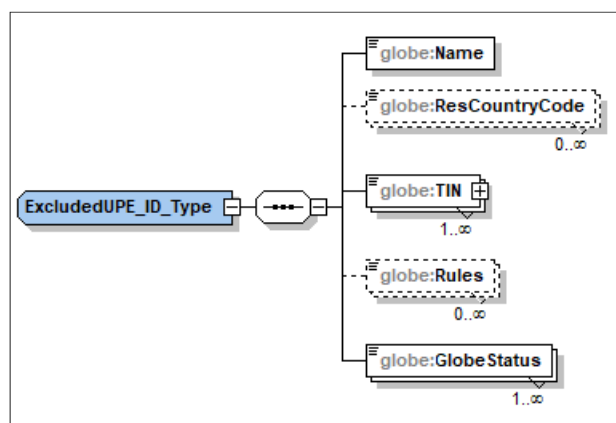 globe:Name
globe:ResCountryCode
0..∞
ExcludedUPE_ID_Type
globe:TIN
1..∞
globe:Rules
0..∞
globe:GlobeStatus
1..∞